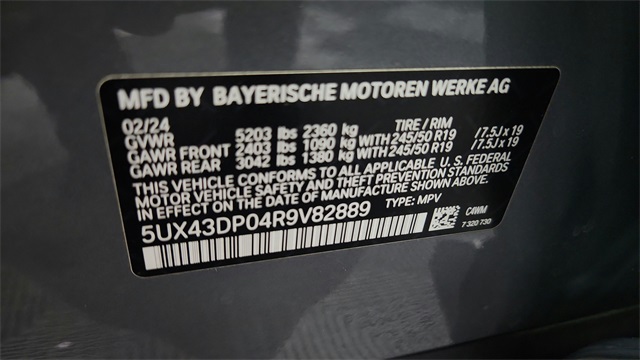 MFD BY BAYERISCHE MOTOREN WERKE AG
02/24 TIRE / RIM
GVWR 5203 lbs 2360 kg
GAWR FRONT 2403 lbs 1090 kg WITH 245/50 R19 / 7.5J x 19
GAWR REAR 3042 lbs 1380 kg WITH 245/50 R19 / 7.5J x 19
THIS VEHICLE CONFORMS TO ALL APPLICABLE U. S. FEDERAL
MOTOR VEHICLE SAFETY AND THEFT PREVENTION STANDARDS
IN EFFECT ON THE DATE OF MANUFACTURE SHOWN ABOVE.
5UX43DP04R9V82889 TYPE: MPV
C4WM
7 320 730